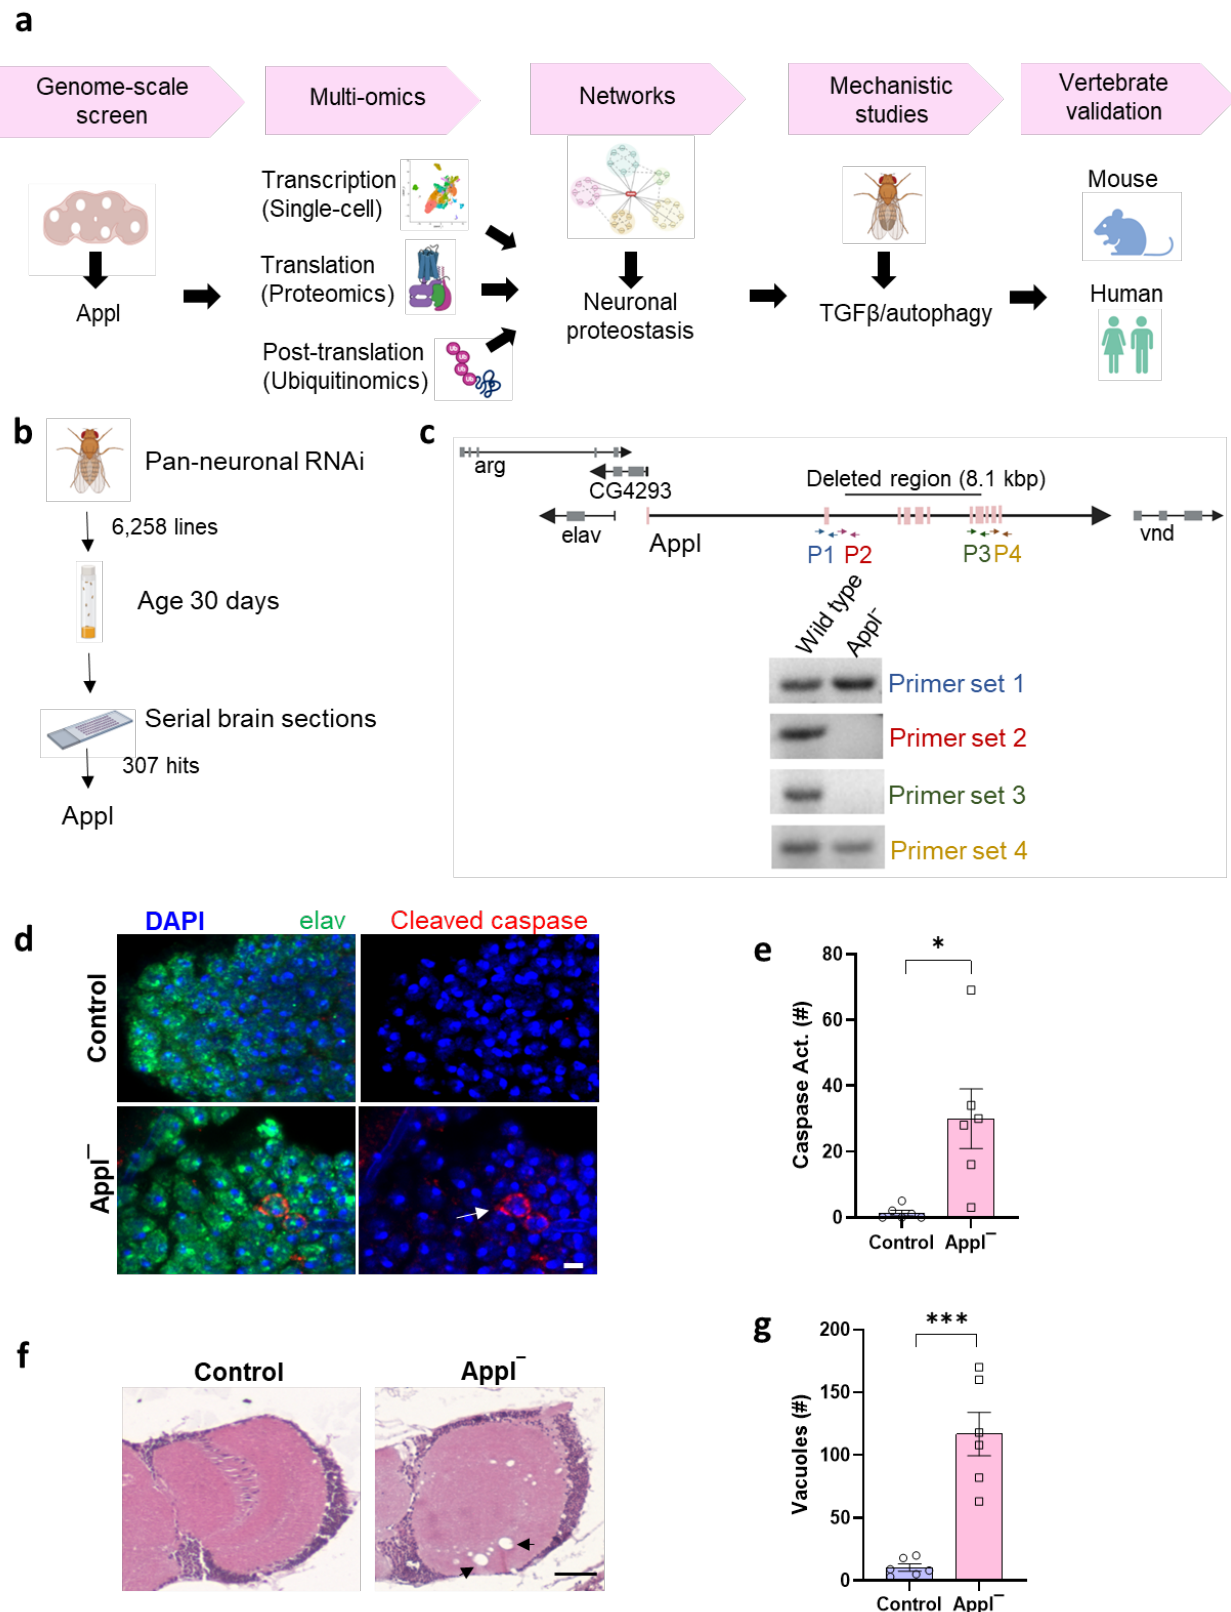 a
Genome-scale
screen
Multi-omics
Networks
Mechanistic
studies
Vertebrate
validation
Transcription
(Single-cell)
Translation
(Proteomics)
Post-translation
(Ubiquitinomics)
Ub
Ub
Ub
Ub
Appl
Neuronal
proteostasis
TGFβ/autophagy
Mouse
Human
b
Pan-neuronal RNAi
6,258 lines
Age 30 days
Serial brain sections
307 hits
Appl
c
arg
CG4293
Deleted region (8.1 kbp)
elav
Appl
vnd
P1 P2 P3 P4
Wild type
Appl⁻
Primer set 1
Primer set 2
Primer set 3
Primer set 4
d
DAPI elav Cleaved caspase
Control
Appl⁻
e
*
Caspase Act. (#)
80
60
40
20
0
Control Appl⁻
f
Control Appl⁻
g
***
Vacuoles (#)
200
150
100
50
0
Control Appl⁻